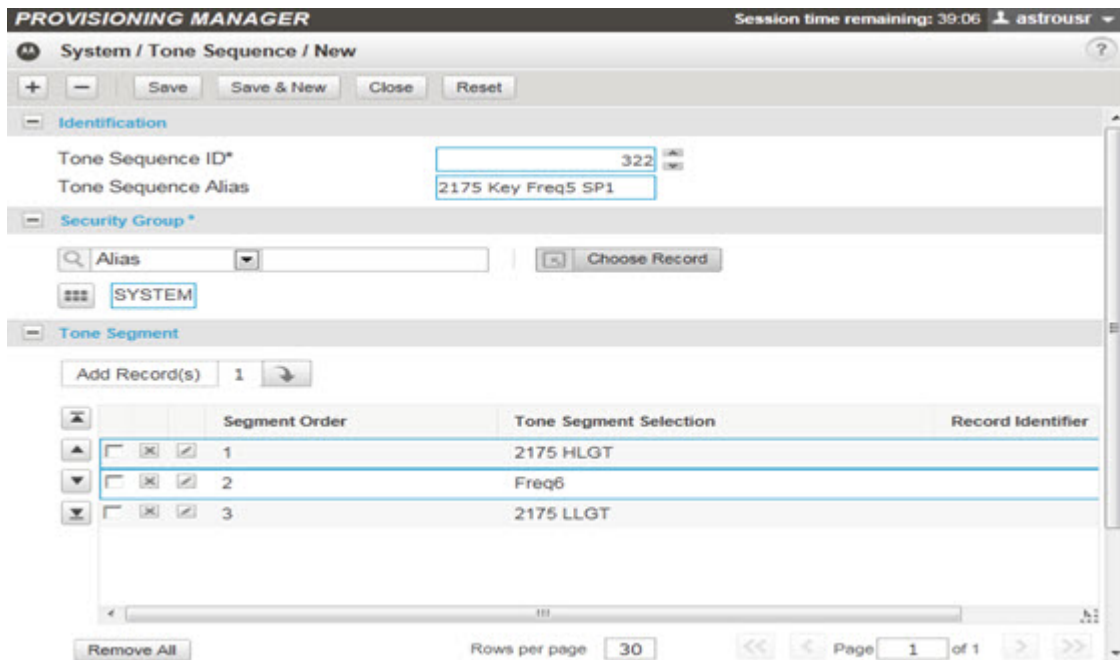 PROVISIONING MANAGER Session time remaining: 39:06 astrousr
System / Tone Sequence / New ?
+ − Save Save & New Close Reset
Identification
Tone Sequence ID* 322
Tone Sequence Alias 2175 Key Freq5 SP1
Security Group*
Alias Choose Record
SYSTEM
Tone Segment
Add Record(s) 1
Segment Order Tone Segment Selection Record Identifier
1 2175 HLGT
2 Freq6
3 2175 LLGT
Remove All Rows per page 30 << < Page 1 of 1 > >>